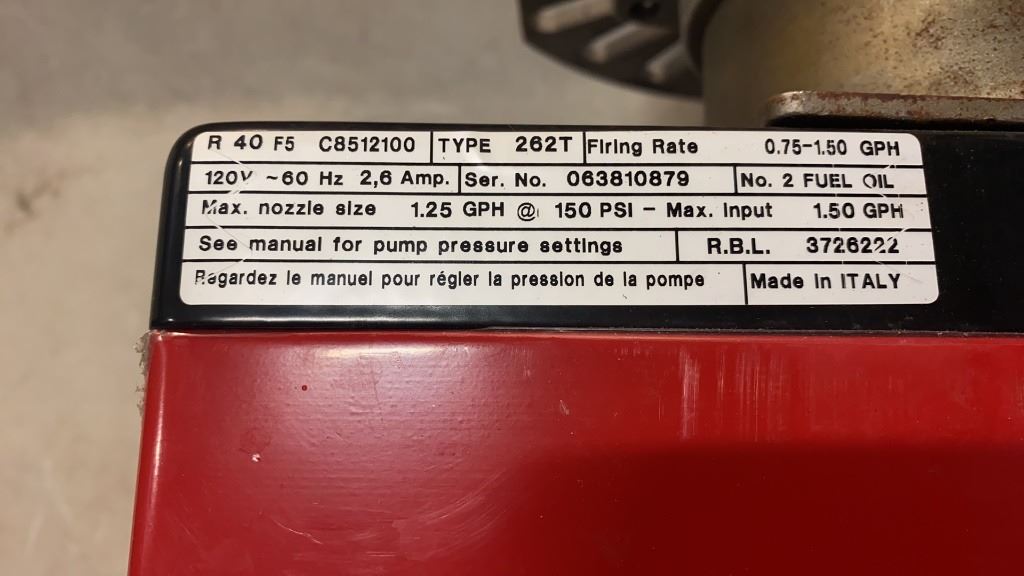 R 40 F5 C8512100 TYPE 262T Firing Rate 0.75-1.50 GPH
120V ~60 Hz 2,6 Amp. Ser. No. 063810879 No. 2 FUEL OIL
Max. nozzle size 1.25 GPH @ 150 PSI - Max. Input 1.50 GPH
See manual for pump pressure settings R.B.L. 3726222
Regardez le manuel pour régler la pression de la pompe Made in ITALY